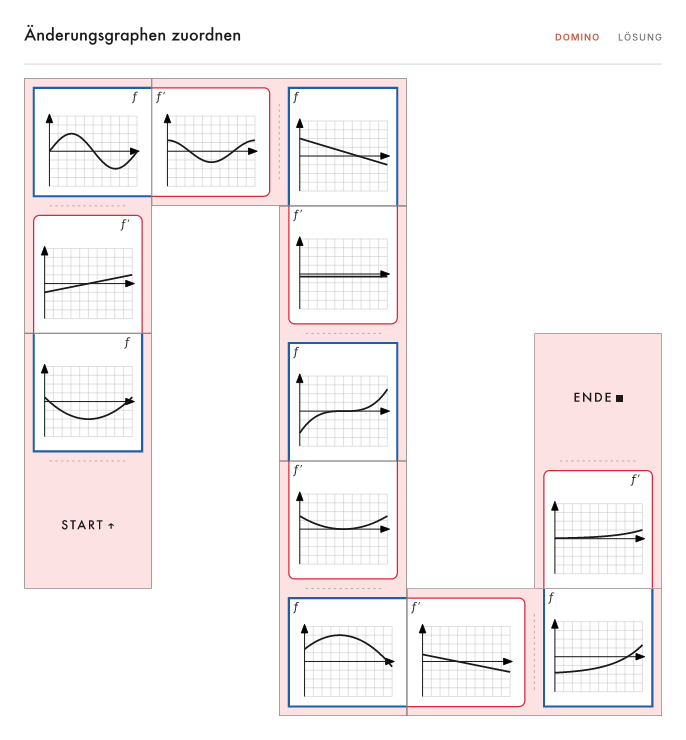 Änderungsgraphen zuordnen
DOMINO LÖSUNG
f f' f
f'
f'
f
f
ENDE
f'
START ↑
f'
f f' f